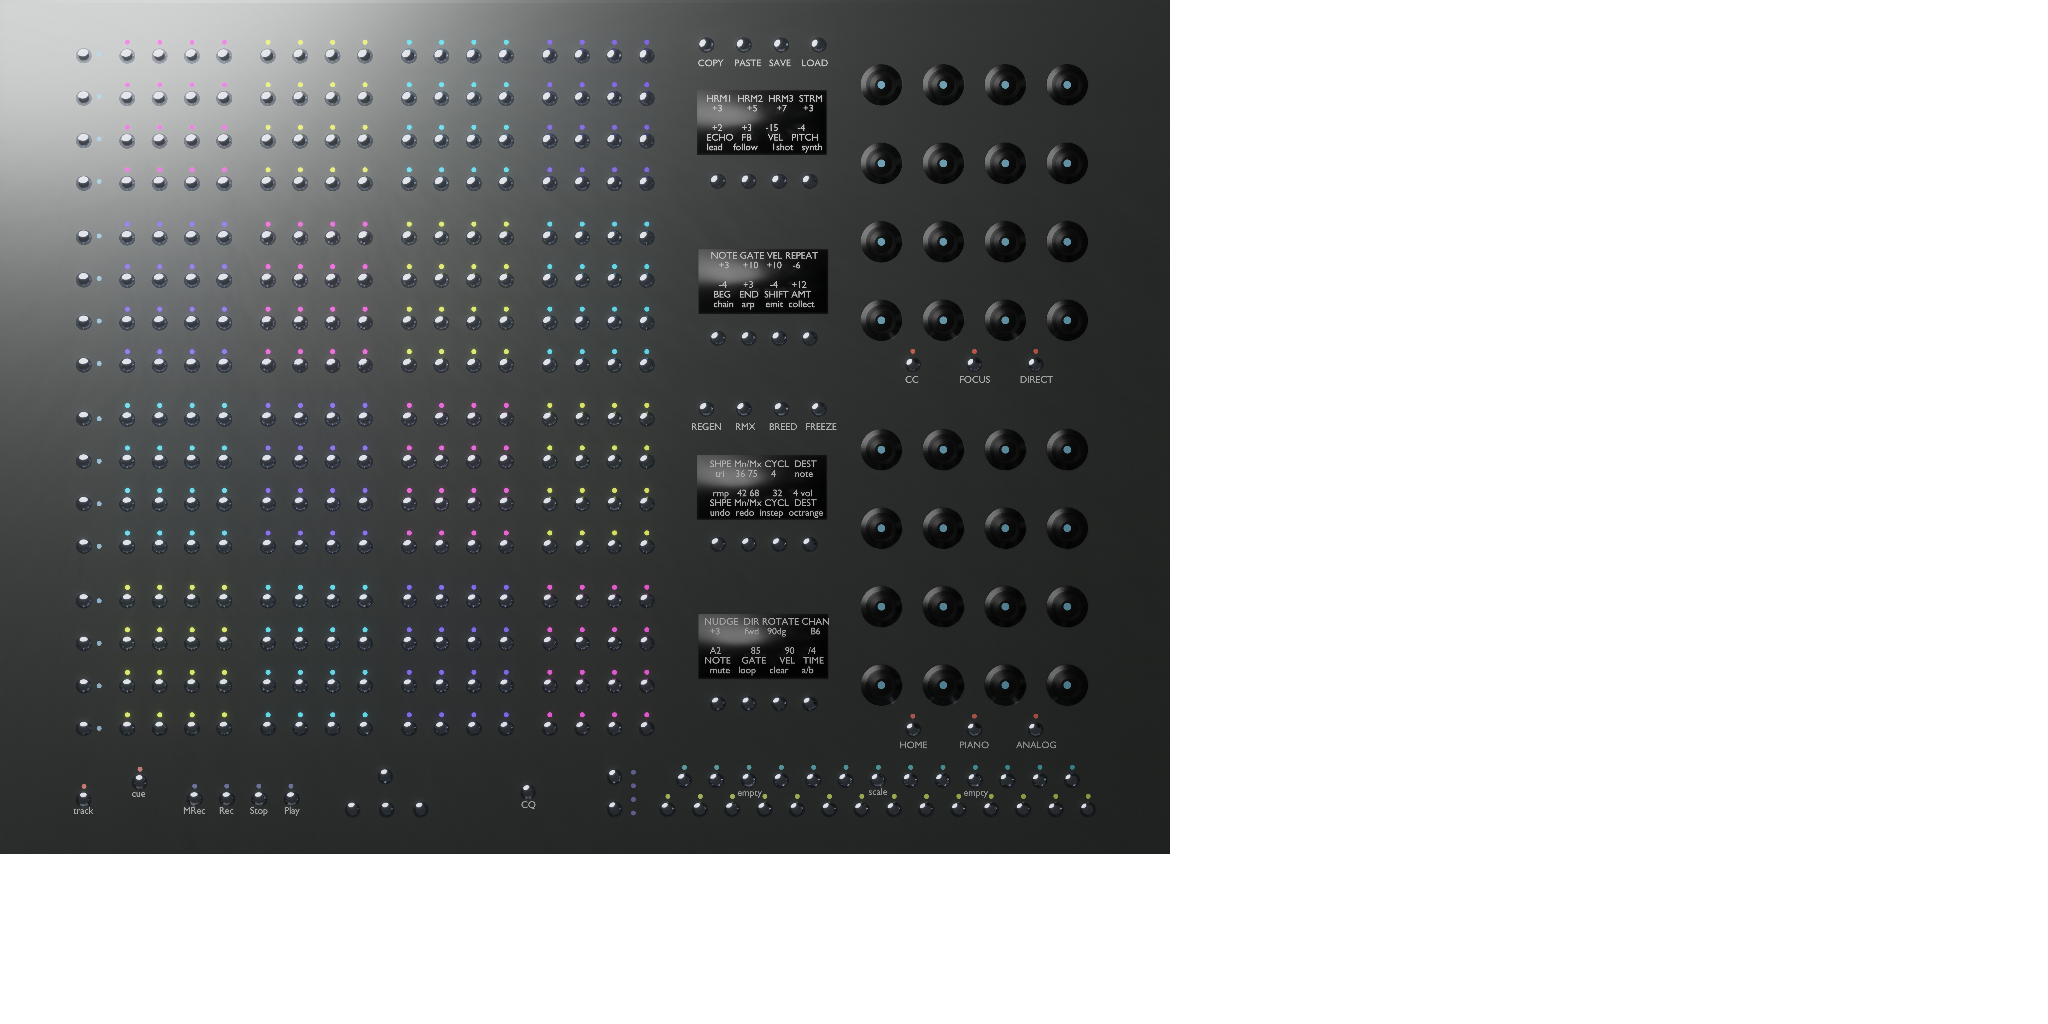 COPY PASTE SAVE LOAD
HRM1 HRM2 HRM3 STRM
+3 +5 +7 +3
+2 +3 -15 -4
ECHO FB VEL PITCH
lead follow 1shot synth
NOTE GATE VEL REPEAT
+3 +10 +10 -6
-4 +3 -4 +12
BEG END SHIFT AMT
chain arp emit collect
CC FOCUS DIRECT
REGEN RMX BREED FREEZE
SHPE Mn/Mx CYCL DEST
tri 36 75 4 note
rmp 42 68 32 4 vol
SHPE Mn/Mx CYCL DEST
undo redo instep octrange
NUDGE DIR ROTATE CHAN
+3 fwd 90dg B6
A2 85 90 /4
NOTE GATE VEL TIME
mute loop clear a/b
HOME PIANO ANALOG
cue
empty scale empty
CQ
track MRec Rec Stop Play